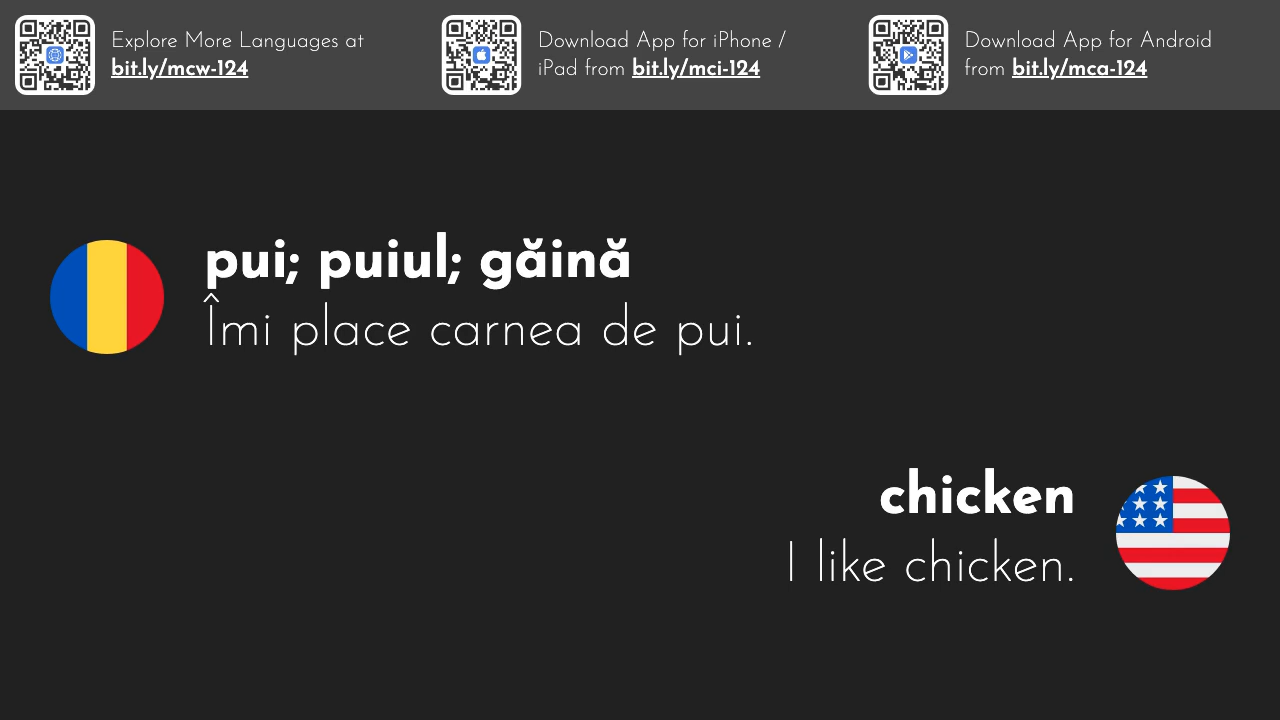 Explore More Languages at
bit.ly/mcw-124
Download App for iPhone /
iPad from bit.ly/mci-124
Download App for Android
from bit.ly/mca-124
pui; puiul; găină
Îmi place carnea de pui.
chicken
I like chicken.